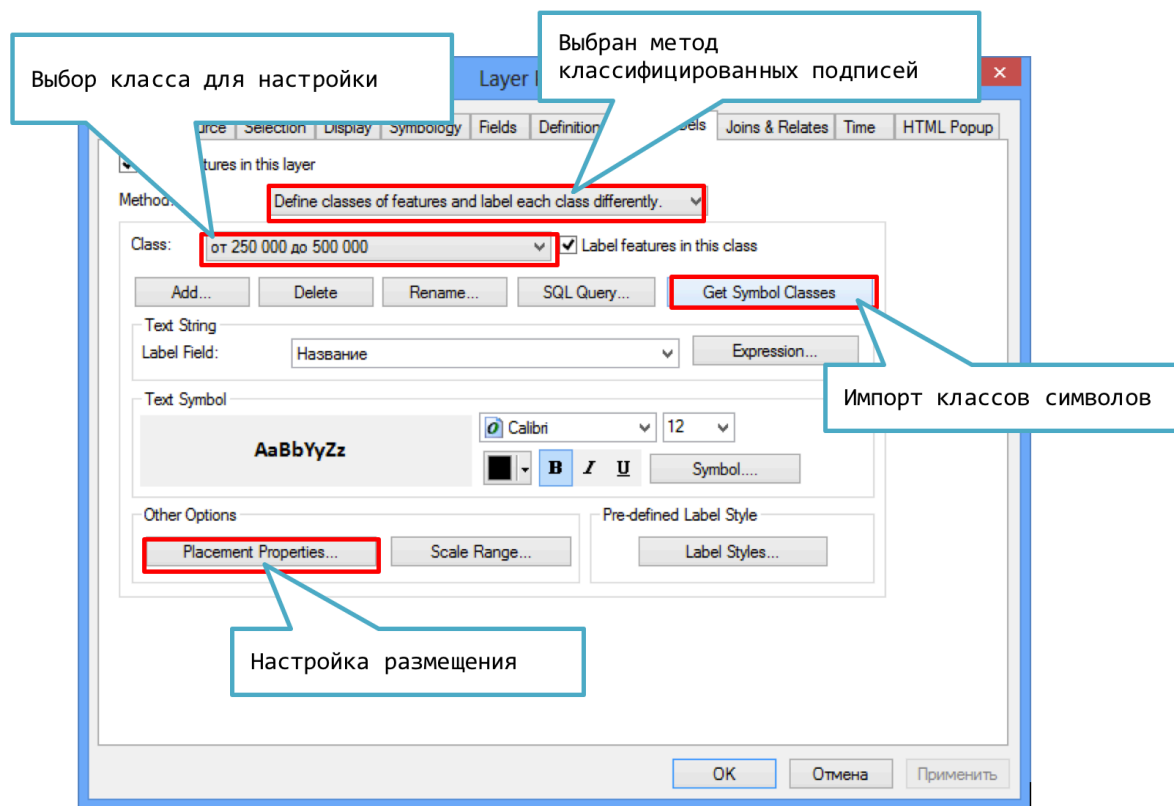 Выбор класса для настройки
Выбран метод
классифицированных подписей
Layer
Selection Display Symbology Fields Joins & Relates Time HTML Popup
in this layer
Method:
Define classes of features and label each class differently.
Class: от 250 000 до 500 000 Label features in this class
Add... Delete Rename... SQL Query... Get Symbol Classes
Text String
Label Field: Название Expression...
Импорт классов символов
Text Symbol
AaBbYyZz
Calibri 12
B I U Symbol....
Other Options Pre-defined Label Style
Placement Properties... Scale Range... Label Styles...
Настройка размещения
OK Отмена Применить